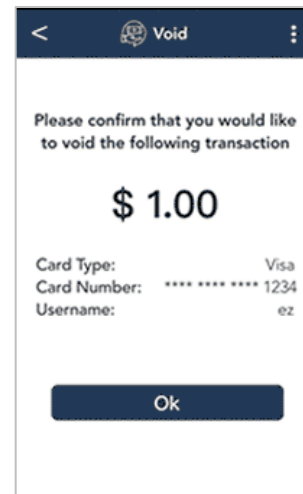 < Void
Please confirm that you would like
to void the following transaction
$ 1.00
Card Type: Visa
Card Number: **** **** **** 1234
Username: ez
Ok